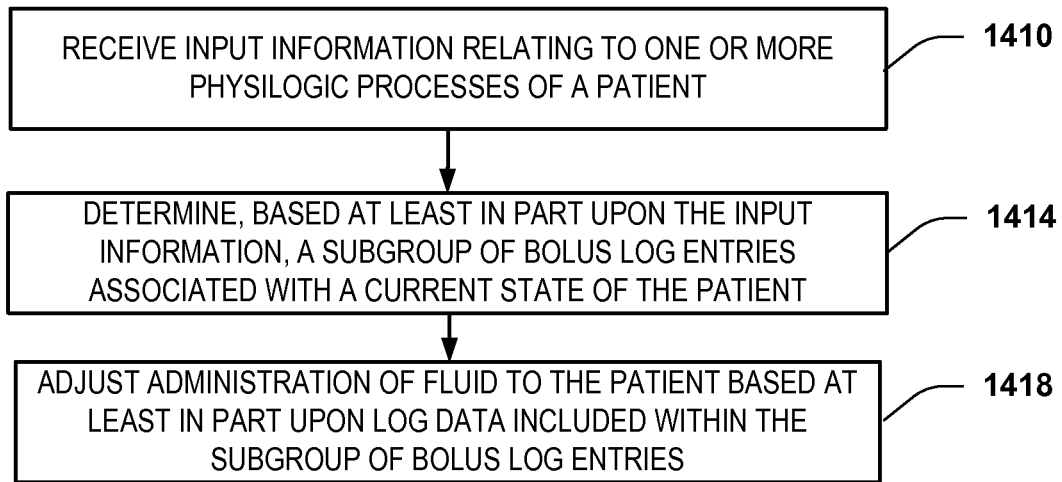 RECEIVE INPUT INFORMATION RELATING TO ONE OR MORE
PHYSILOGIC PROCESSES OF A PATIENT
1410
DETERMINE, BASED AT LEAST IN PART UPON THE INPUT
INFORMATION, A SUBGROUP OF BOLUS LOG ENTRIES
ASSOCIATED WITH A CURRENT STATE OF THE PATIENT
1414
ADJUST ADMINISTRATION OF FLUID TO THE PATIENT BASED AT
LEAST IN PART UPON LOG DATA INCLUDED WITHIN THE
SUBGROUP OF BOLUS LOG ENTRIES
1418